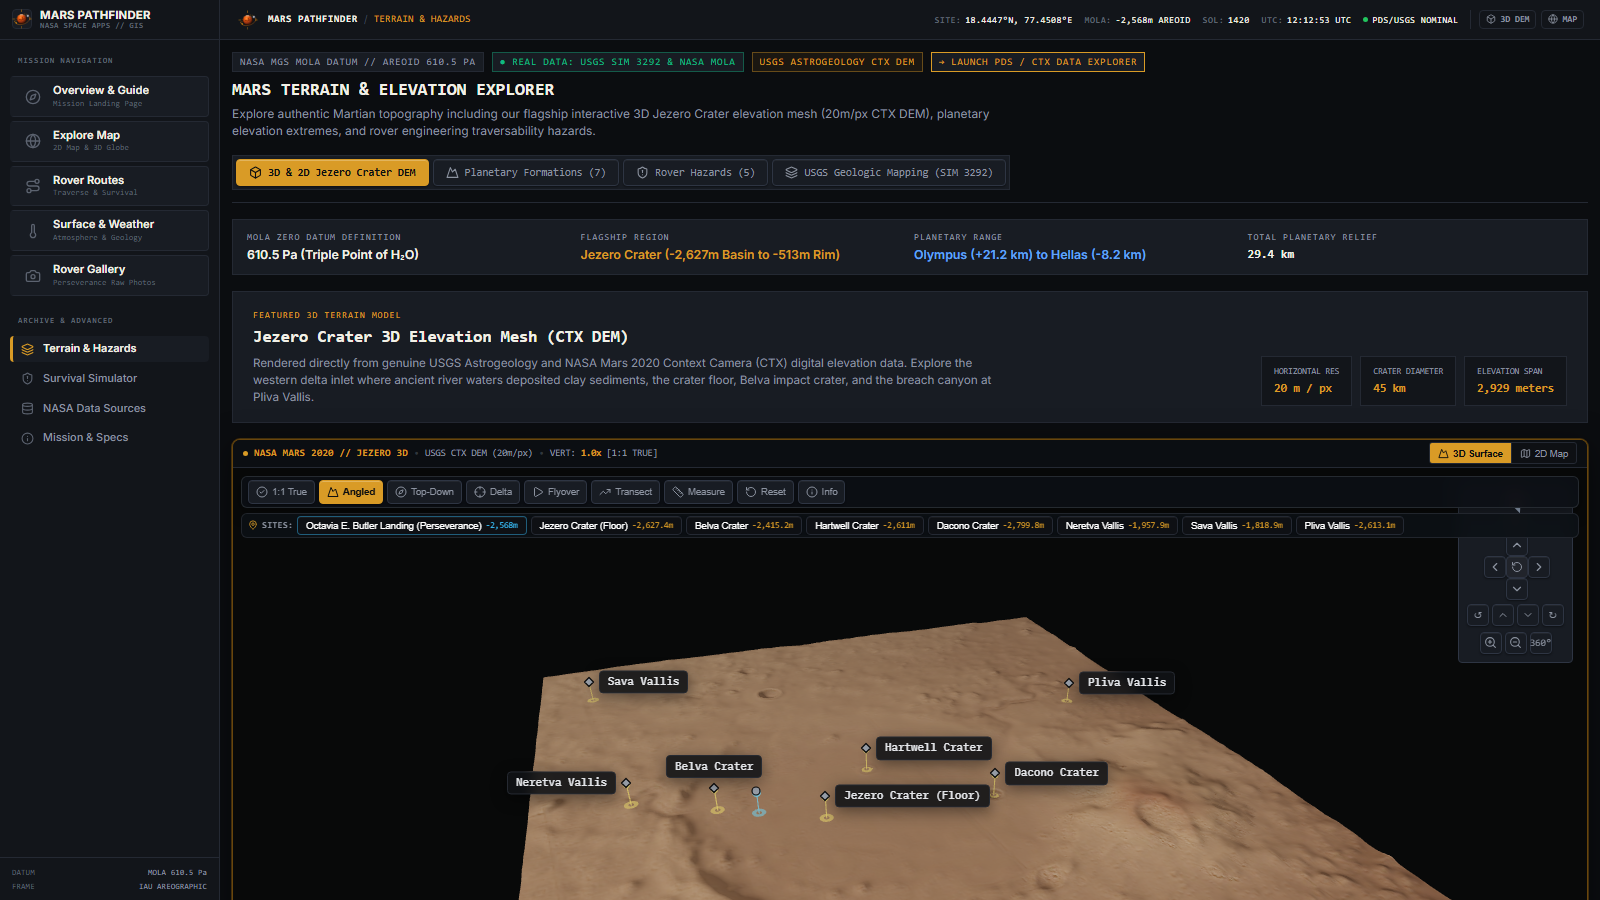 MARS PATHFINDER
NASA SPACE APPS // GIS
MARS PATHFINDER / TERRAIN & HAZARDS
SITE: 18.4447°N, 77.4508°E MOLA: -2,568m AREOID SOL: 1420 UTC: 12:12:53 UTC PDS/USGS NOMINAL
3D DEM
MAP
MISSION NAVIGATION
Overview & Guide
Mission Landing Page
Explore Map
2D Map & 3D Globe
Rover Routes
Traverse & Survival
Surface & Weather
Atmosphere & Geology
Rover Gallery
Perseverance Raw Photos
ARCHIVE & ADVANCED
Terrain & Hazards
Survival Simulator
NASA Data Sources
Mission & Specs
DATUM MOLA 610.5 Pa
FRAME IAU AREOGRAPHIC
NASA MGS MOLA DATUM // AREOID 610.5 PA
● REAL DATA: USGS SIM 3292 & NASA MOLA
USGS ASTROGEOLOGY CTX DEM
→ LAUNCH PDS / CTX DATA EXPLORER
MARS TERRAIN & ELEVATION EXPLORER
Explore authentic Martian topography including our flagship interactive 3D Jezero Crater elevation mesh (20m/px CTX DEM), planetary
elevation extremes, and rover engineering traversability hazards.
3D & 2D Jezero Crater DEM
Planetary Formations (7)
Rover Hazards (5)
USGS Geologic Mapping (SIM 3292)
MOLA ZERO DATUM DEFINITION
610.5 Pa (Triple Point of H₂O)
FLAGSHIP REGION
Jezero Crater (-2,627m Basin to -513m Rim)
PLANETARY RANGE
Olympus (+21.2 km) to Hellas (-8.2 km)
TOTAL PLANETARY RELIEF
29.4 km
FEATURED 3D TERRAIN MODEL
Jezero Crater 3D Elevation Mesh (CTX DEM)
Rendered directly from genuine USGS Astrogeology and NASA Mars 2020 Context Camera (CTX) digital elevation data. Explore the
western delta inlet where ancient river waters deposited clay sediments, the crater floor, Belva impact crater, and the breach canyon at
Pliva Vallis.
HORIZONTAL RES
20 m / px
CRATER DIAMETER
45 km
ELEVATION SPAN
2,929 meters
● NASA MARS 2020 // JEZERO 3D · USGS CTX DEM (20m/px) · VERT: 1.0x [1:1 TRUE]
3D Surface
2D Map
1:1 True
Angled
Top-Down
Delta
Flyover
Transect
Measure
Reset
Info
SITES:
Octavia E. Butler Landing (Perseverance) -2,568m
Jezero Crater (Floor) -2,627.4m
Belva Crater -2,415.2m
Hartwell Crater -2,611m
Dacono Crater -2,799.8m
Neretva Vallis -1,957.9m
Sava Vallis -1,818.9m
Pliva Vallis -2,613.1m
360°
Sava Vallis
Pliva Vallis
Hartwell Crater
Belva Crater
Dacono Crater
Neretva Vallis
Jezero Crater (Floor)